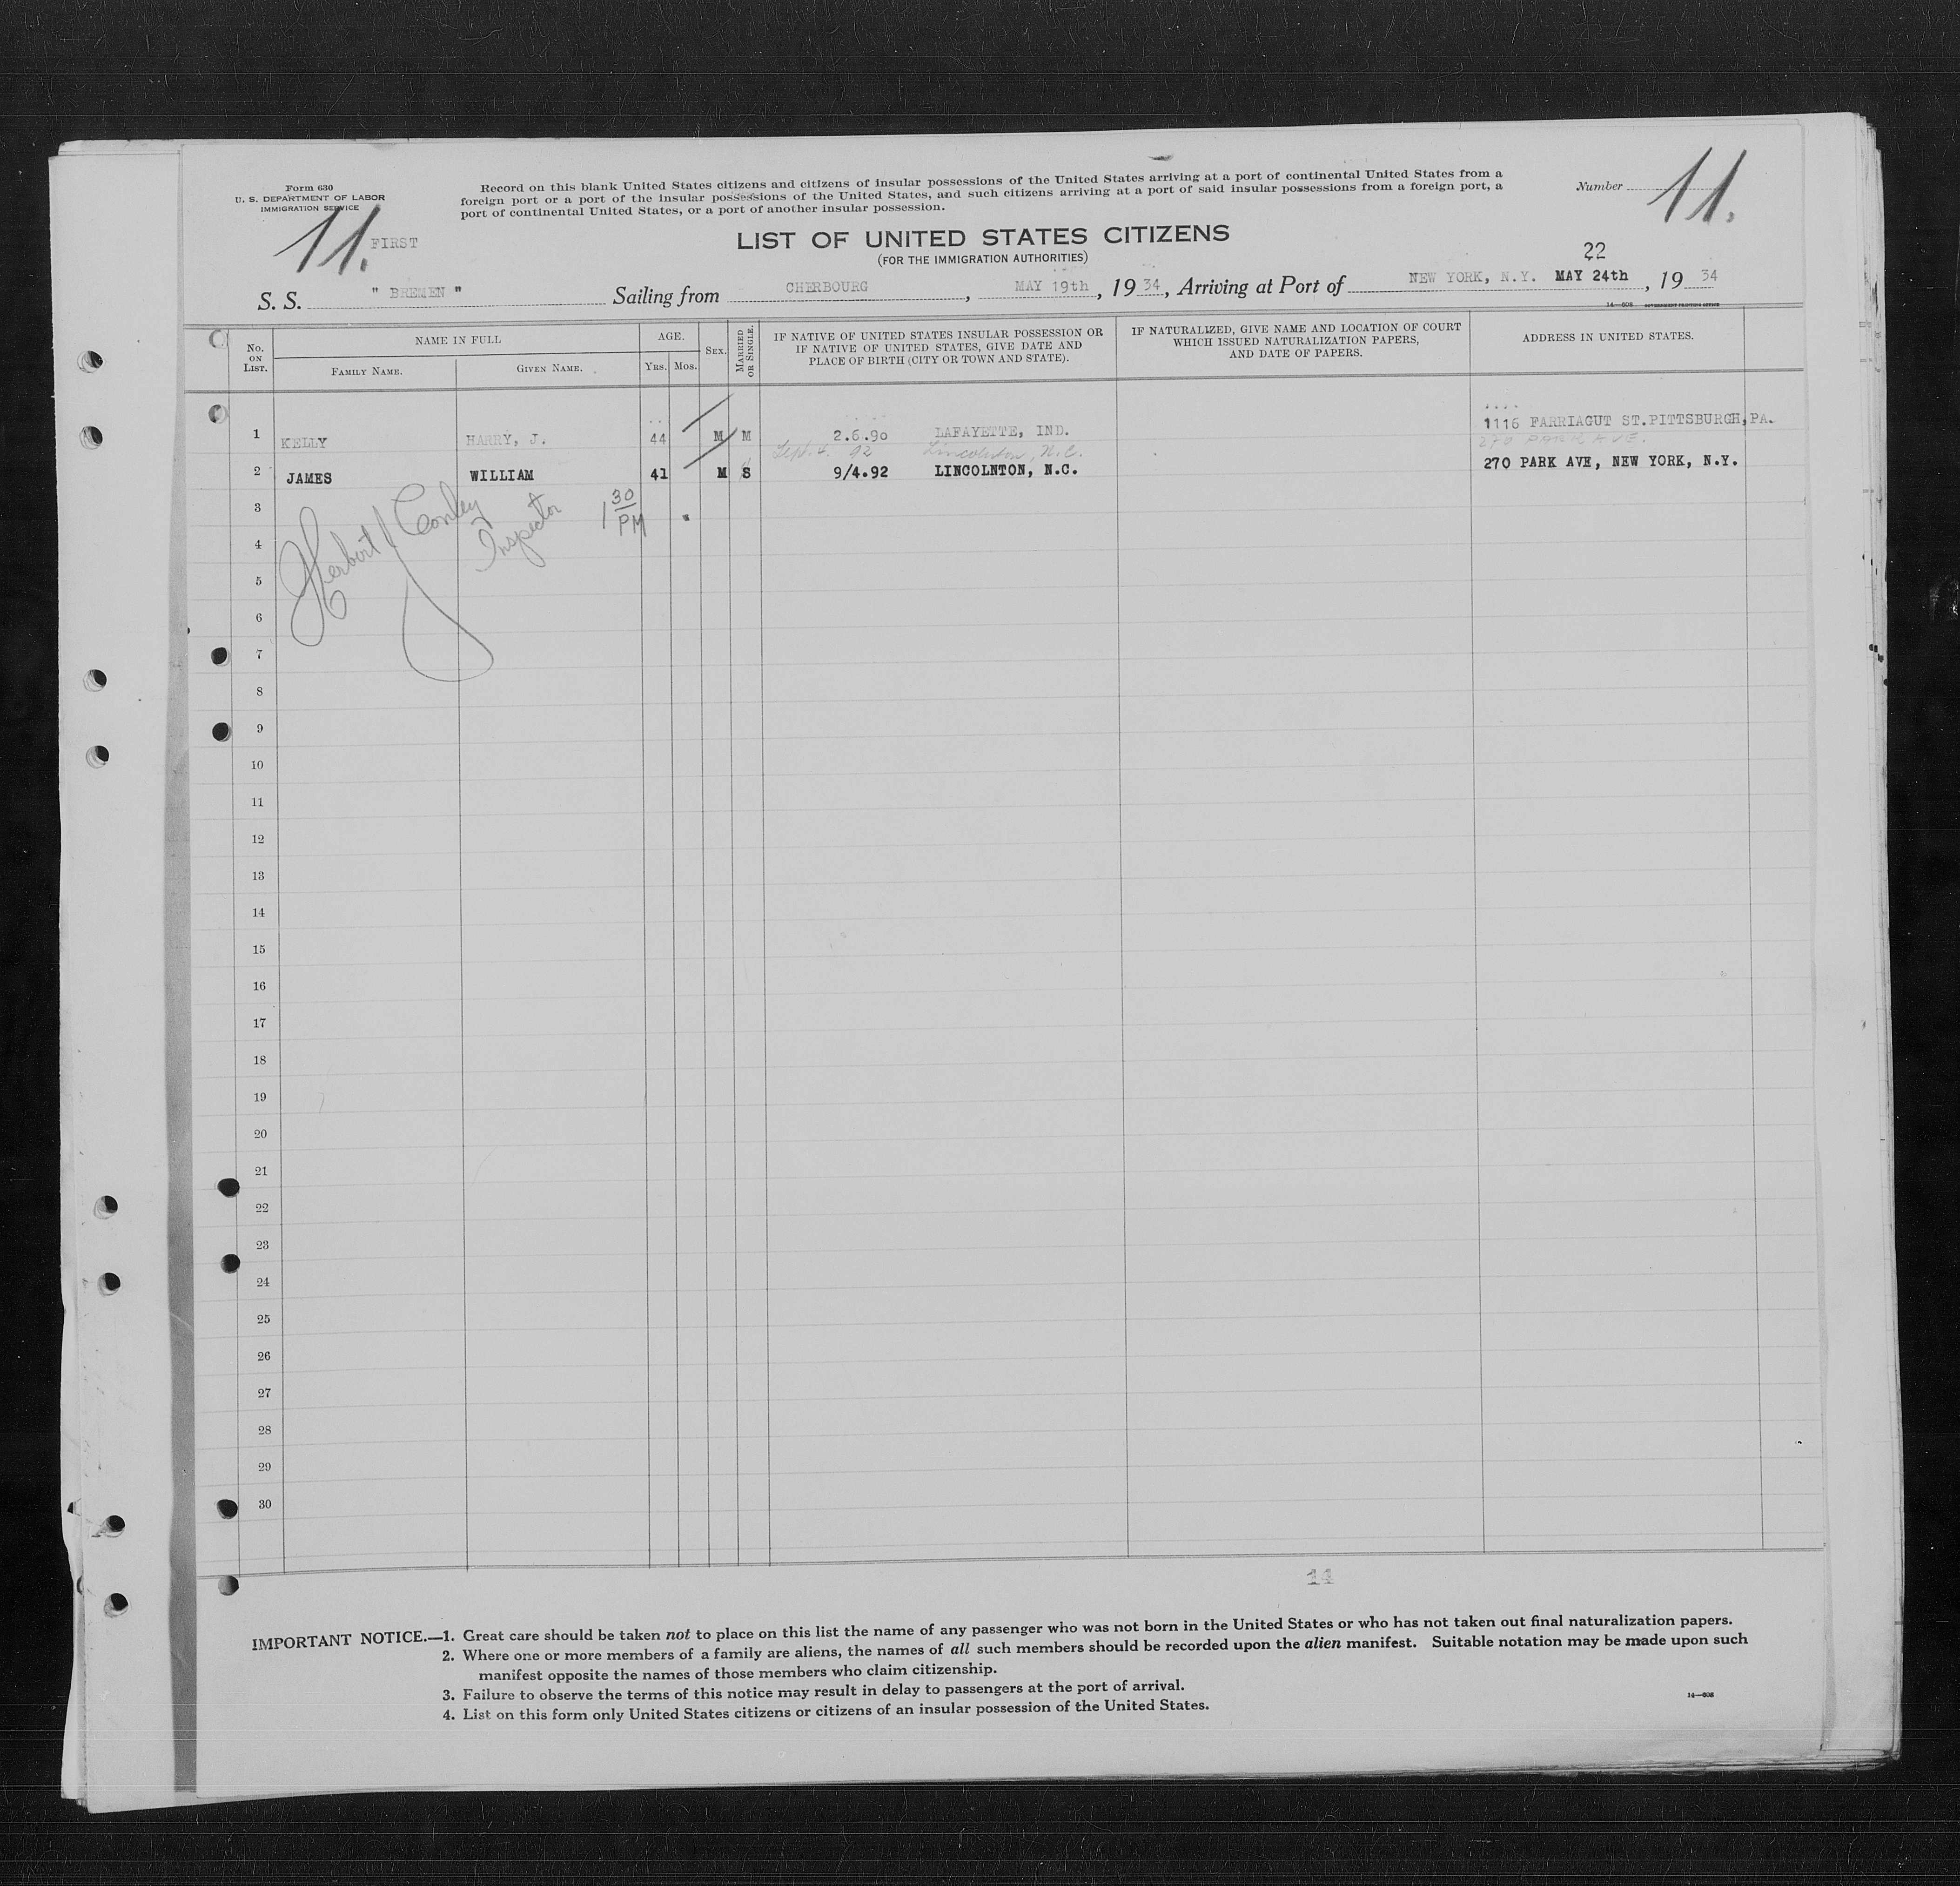 Form 630
U. S. DEPARTMENT OF LABOR
IMMIGRATION SERVICE
11.
FIRST
Record on this blank United States citizens and citizens of insular possessions of the United States arriving at a port of continental United States from a
foreign port or a port of the insular possessions of the United States, and such citizens arriving at a port of said insular possessions from a foreign port, a
port of continental United States, or a port of another insular possession.
Number 11.
LIST OF UNITED STATES CITIZENS
(FOR THE IMMIGRATION AUTHORITIES)
22
S. S. " BREMEN " Sailing from CHERBOURG, MAY 19th, 1934, Arriving at Port of NEW YORK, N.Y. MAY 24th, 1934
14—608 GOVERNMENT PRINTING OFFICE
No. ON LIST.
NAME IN FULL
FAMILY NAME.
GIVEN NAME.
AGE.
YRS.
MOS.
SEX.
MARRIED OR SINGLE.
IF NATIVE OF UNITED STATES INSULAR POSSESSION OR
IF NATIVE OF UNITED STATES, GIVE DATE AND
PLACE OF BIRTH (CITY OR TOWN AND STATE).
IF NATURALIZED, GIVE NAME AND LOCATION OF COURT
WHICH ISSUED NATURALIZATION PAPERS,
AND DATE OF PAPERS.
ADDRESS IN UNITED STATES.
1 KELLY HARRY, J. 44 M M 2.6.90 LAFAYETTE, IND. 1116 FARRIAGUT ST.PITTSBURGH,PA.
Sept. 4. 92 Lincolnton, N.C. 270 PARK AVE.
2 JAMES WILLIAM 41 M S 9/4.92 LINCOLNTON, N.C. 270 PARK AVE, NEW YORK, N.Y.
3
Herbert J Conley
Inspector
1 30 PM
4
5
6
7
8
9
10
11
12
13
14
15
16
17
18
19
20
21
22
23
24
25
26
27
28
29
30
14
IMPORTANT NOTICE.—1. Great care should be taken not to place on this list the name of any passenger who was not born in the United States or who has not taken out final naturalization papers.
2. Where one or more members of a family are aliens, the names of all such members should be recorded upon the alien manifest. Suitable notation may be made upon such
manifest opposite the names of those members who claim citizenship.
3. Failure to observe the terms of this notice may result in delay to passengers at the port of arrival.
4. List on this form only United States citizens or citizens of an insular possession of the United States.
14—608